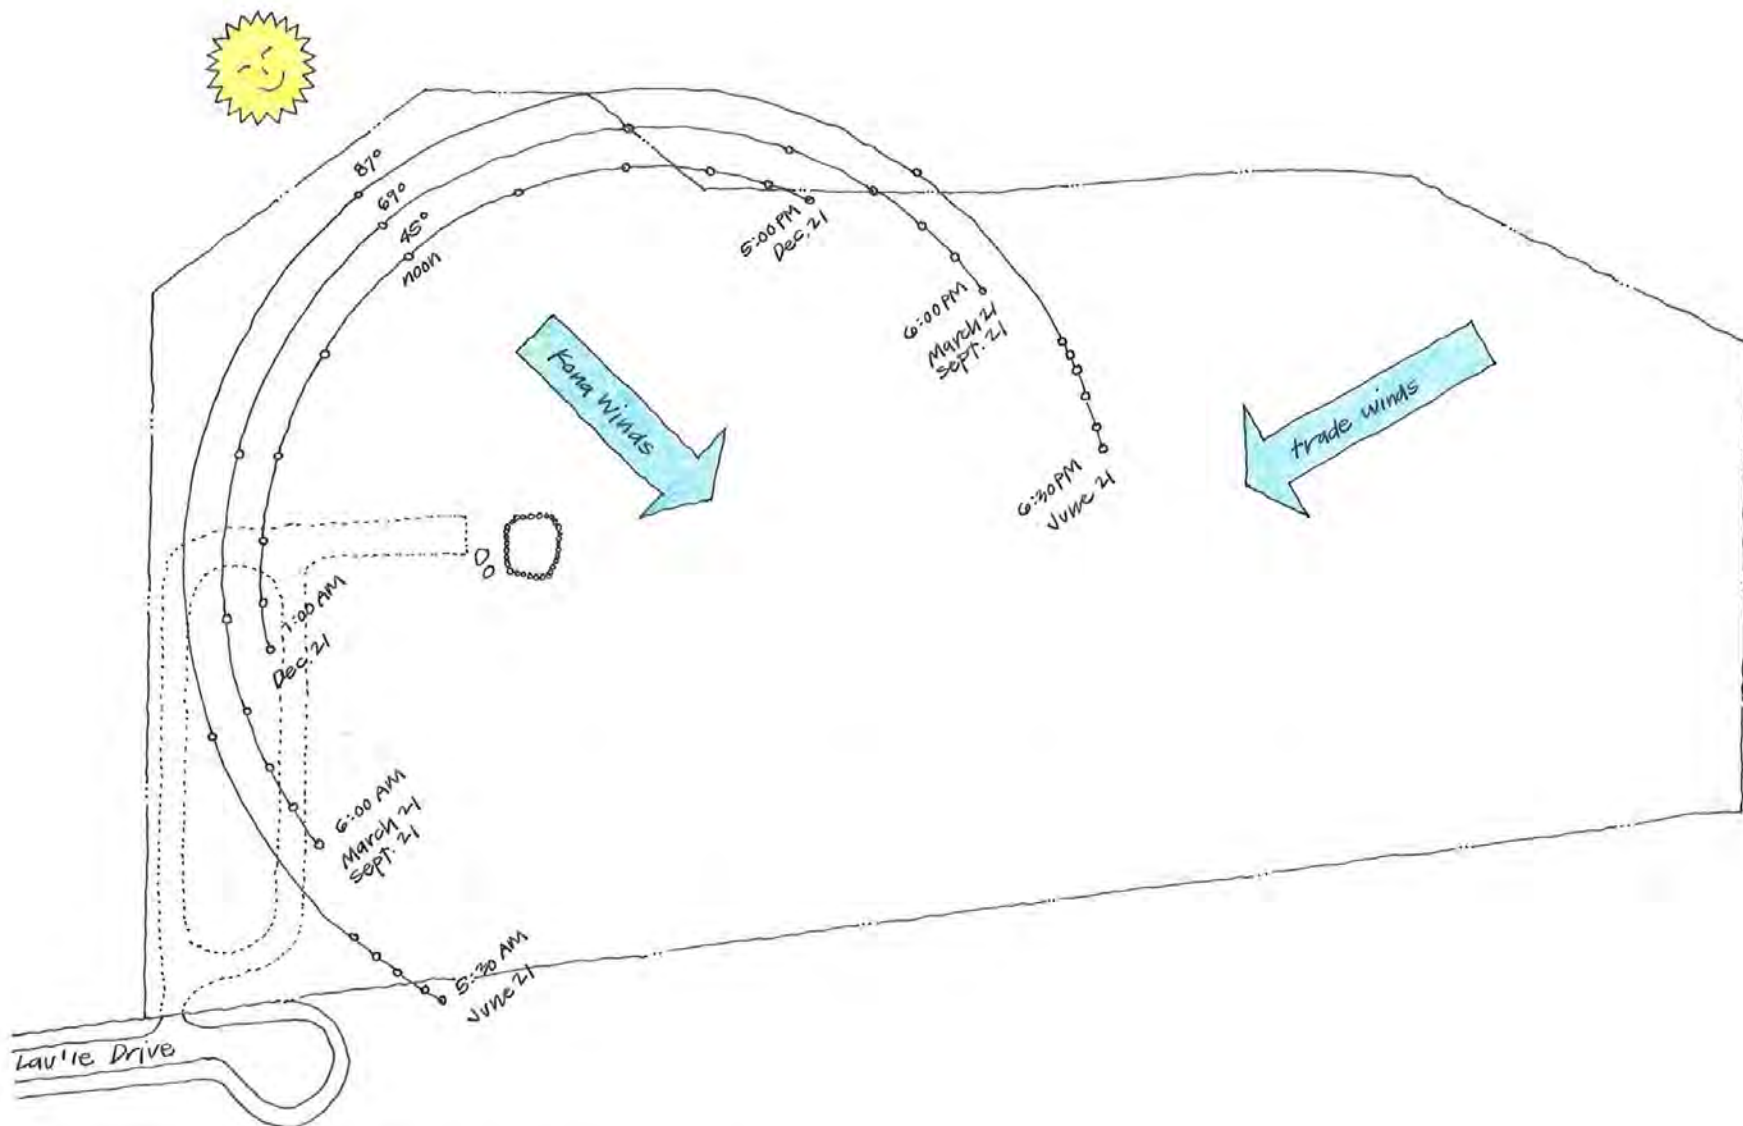 87°
69°
45°
noon
5:00 PM
Dec. 21
6:00 PM
March 21
Sept. 21
Kona Winds
trade winds
6:30 PM
June 21
7:00 AM
Dec. 21
6:00 AM
March 21
Sept. 21
5:30 AM
June 21
Lau'ie Drive